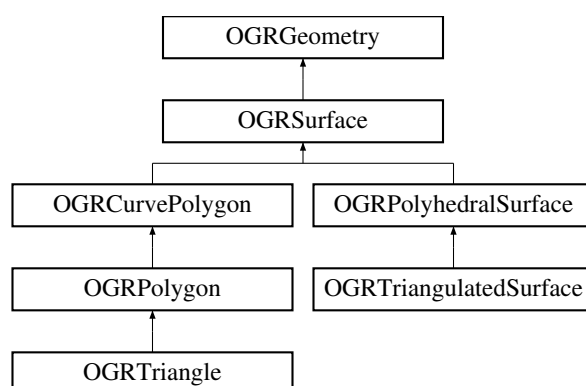 OGRGeometry
OGRSurface
OGRCurvePolygon
OGRPolyhedralSurface
OGRPolygon
OGRTriangulatedSurface
OGRTriangle